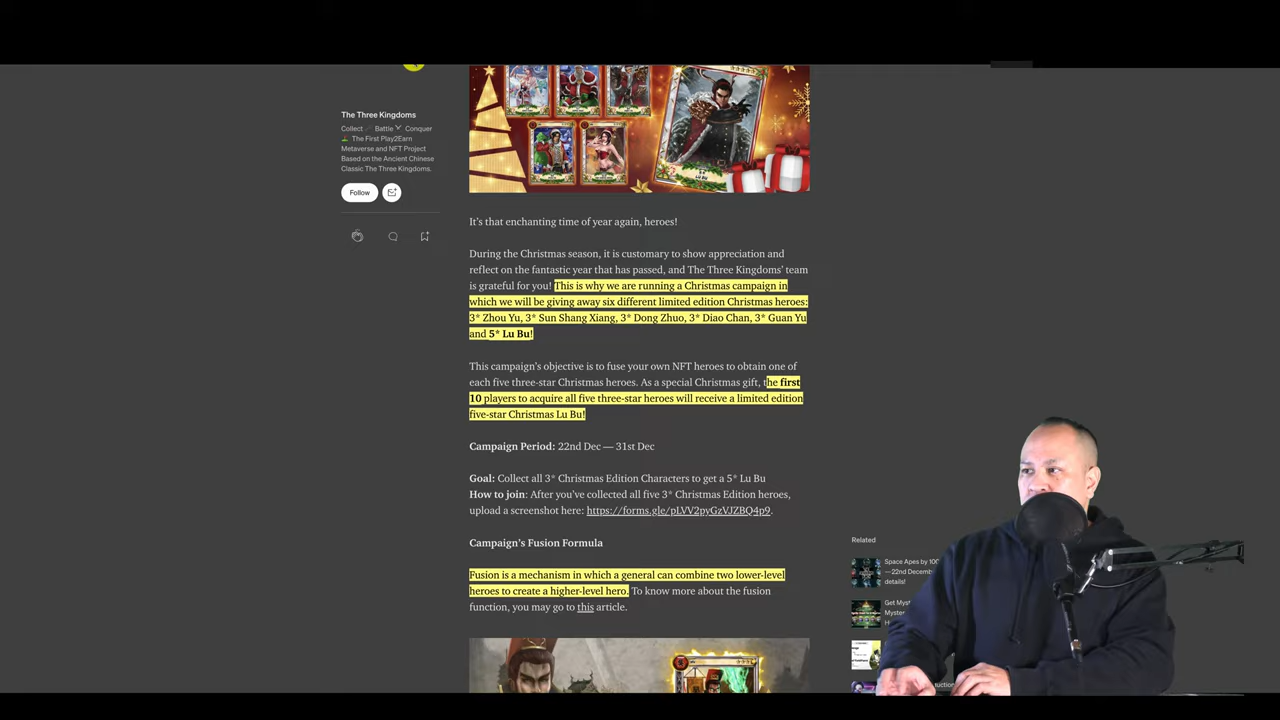 The Three Kingdoms
Collect Battle Conquer
The First Play2Earn
Metaverse and NFT Project
Based on the Ancient Chinese
Classic The Three Kingdoms.
Follow
LU BU
It's that enchanting time of year again, heroes!
During the Christmas season, it is customary to show appreciation and
reflect on the fantastic year that has passed, and The Three Kingdoms' team
is grateful for you! This is why we are running a Christmas campaign in
which we will be giving away six different limited edition Christmas heroes:
3* Zhou Yu, 3* Sun Shang Xiang, 3* Dong Zhuo, 3* Diao Chan, 3* Guan Yu
and 5* Lu Bu!
This campaign's objective is to fuse your own NFT heroes to obtain one of
each five three-star Christmas heroes. As a special Christmas gift, the first
10 players to acquire all five three-star heroes will receive a limited edition
five-star Christmas Lu Bu!
Campaign Period: 22nd Dec — 31st Dec
Goal: Collect all 3* Christmas Edition Characters to get a 5* Lu Bu
How to join: After you've collected all five 3* Christmas Edition heroes,
upload a screenshot here: https://forms.gle/pLVV2pyGzVJZBQ4p9.
Campaign's Fusion Formula
Fusion is a mechanism in which a general can combine two lower-level
heroes to create a higher-level hero. To know more about the fusion
function, you may go to this article.
Related
Space Apes by 100
—22nd Decemb
details!
Get Myst
Myster